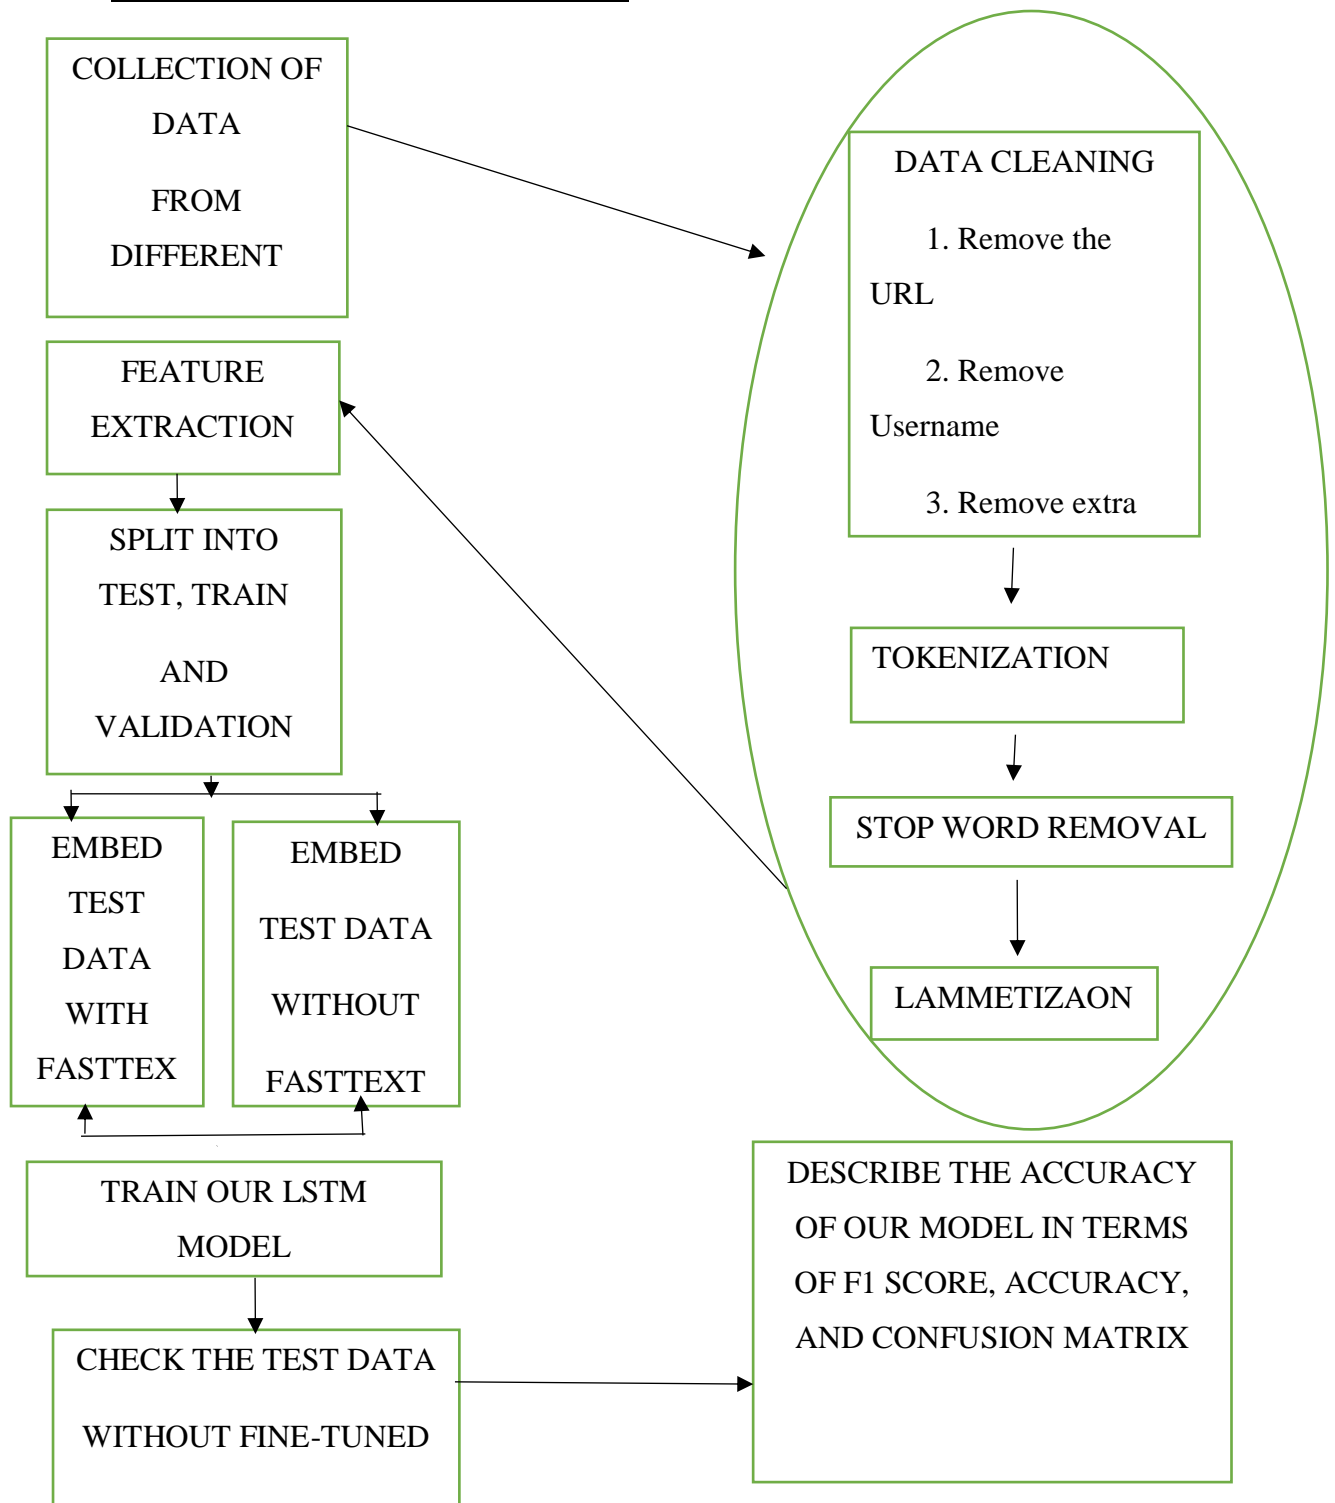 COLLECTION OF
DATA
FROM
DIFFERENT
DATA CLEANING
1. Remove the
URL
2. Remove
Username
3. Remove extra
TOKENIZATION
STOP WORD REMOVAL
LAMMETIZAON
FEATURE
EXTRACTION
SPLIT INTO
TEST, TRAIN
AND
VALIDATION
EMBED
TEST
DATA
WITH
FASTTEX
EMBED
TEST DATA
WITHOUT
FASTTEXT
TRAIN OUR LSTM
MODEL
CHECK THE TEST DATA
WITHOUT FINE-TUNED
DESCRIBE THE ACCURACY
OF OUR MODEL IN TERMS
OF F1 SCORE, ACCURACY,
AND CONFUSION MATRIX